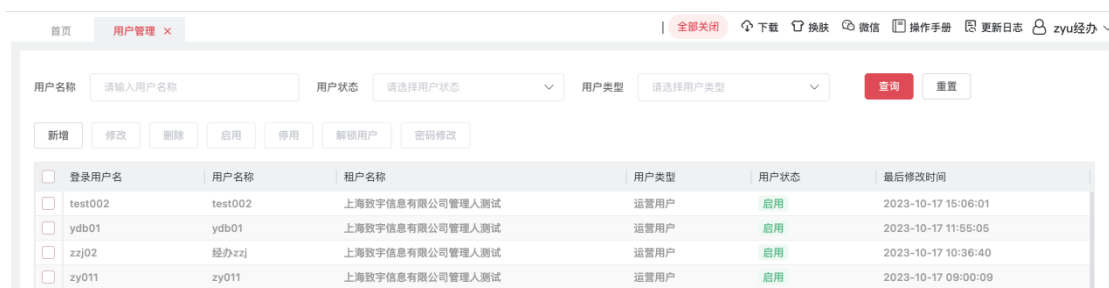 首页 用户管理 × 全部关闭 下载 换肤 微信 操作手册 更新日志 zyu经办
用户名称 请输入用户名称 用户状态 请选择用户状态 用户类型 请选择用户类型 查询 重置
新增 修改 删除 启用 停用 解锁用户 密码修改
登录用户名 用户名称 租户名称 用户类型 用户状态 最后修改时间
test002 test002 上海致宇信息有限公司管理人测试 运营用户 启用 2023-10-17 15:06:01
ydb01 ydb01 上海致宇信息有限公司管理人测试 运营用户 启用 2023-10-17 11:55:05
zzj02 经办zzj 上海致宇信息有限公司管理人测试 运营用户 启用 2023-10-17 10:36:40
zy011 zy011 上海致宇信息有限公司管理人测试 运营用户 启用 2023-10-17 09:00:09